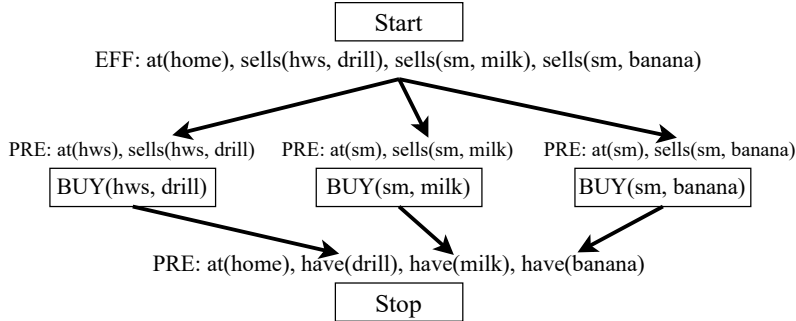 Start
EFF: at(home), sells(hws, drill), sells(sm, milk), sells(sm, banana)
PRE: at(hws), sells(hws, drill) PRE: at(sm), sells(sm, milk) PRE: at(sm), sells(sm, banana)
BUY(hws, drill) BUY(sm, milk) BUY(sm, banana)
PRE: at(home), have(drill), have(milk), have(banana)
Stop